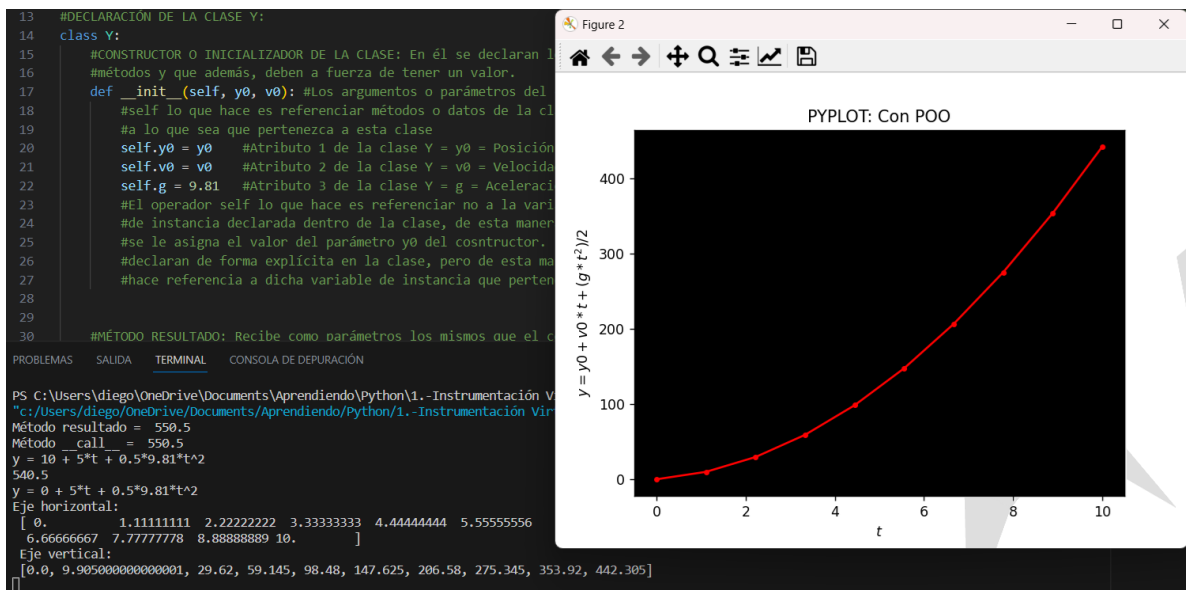 13 #DECLARACIÓN DE LA CLASE Y:
14 class Y:
15 #CONSTRUCTOR O INICIALIZADOR DE LA CLASE: En él se declaran
16 #métodos y que además, deben a fuerza de tener un valor.
17 def __init__(self, y0, v0): #Los argumentos o parámetros del
18 #self lo que hace es referenciar métodos o datos de la
19 #a lo que sea que pertenezca a esta clase
20 self.y0 = y0 #Atributo 1 de la clase Y = y0 = Posición
21 self.v0 = v0 #Atributo 2 de la clase Y = v0 =
22 self.g = 9.81 #Atributo 3 de la clase Y = g =
23 #El operador self lo que hace es referenciar no a la
24 #de instancia declarada dentro de la clase, de esta
25 #se le asigna el valor del parámetro y0 del cosntructor.
26 #declaran de forma explícita en la clase, pero de esta
27 #hace referencia a dicha variable de instancia que
28
29
30 #MÉTODO RESULTADO: Recibe como parámetros los mismos que el
PROBLEMAS SALIDA TERMINAL CONSOLA DE DEPURACIÓN
PS C:\Users\diego\OneDrive\Documents\Aprendiendo\Python\1.-Instrumentación
"c:/Users/diego/OneDrive/Documents/Aprendiendo/Python/1.-Instrumentación
Método resultado = 550.5
Método __call__ = 550.5
y = 10 + 5*t + 0.5*9.81*t^2
540.5
y = 0 + 5*t + 0.5*9.81*t^2
Eje horizontal:
[ 0. 1.11111111 2.22222222 3.33333333 4.44444444 5.55555556
6.66666667 7.77777778 8.88888889 10. ]
Eje vertical:
[0.0, 9.905000000000001, 29.62, 59.145, 98.48, 147.625, 206.58, 275.345, 353.92, 442.305]
Figure 2
PYPLOT: Con POO
y = y0 + v0 * t + (g * t²)/2
400
300
200
100
0
0 2 4 6 8 10
t